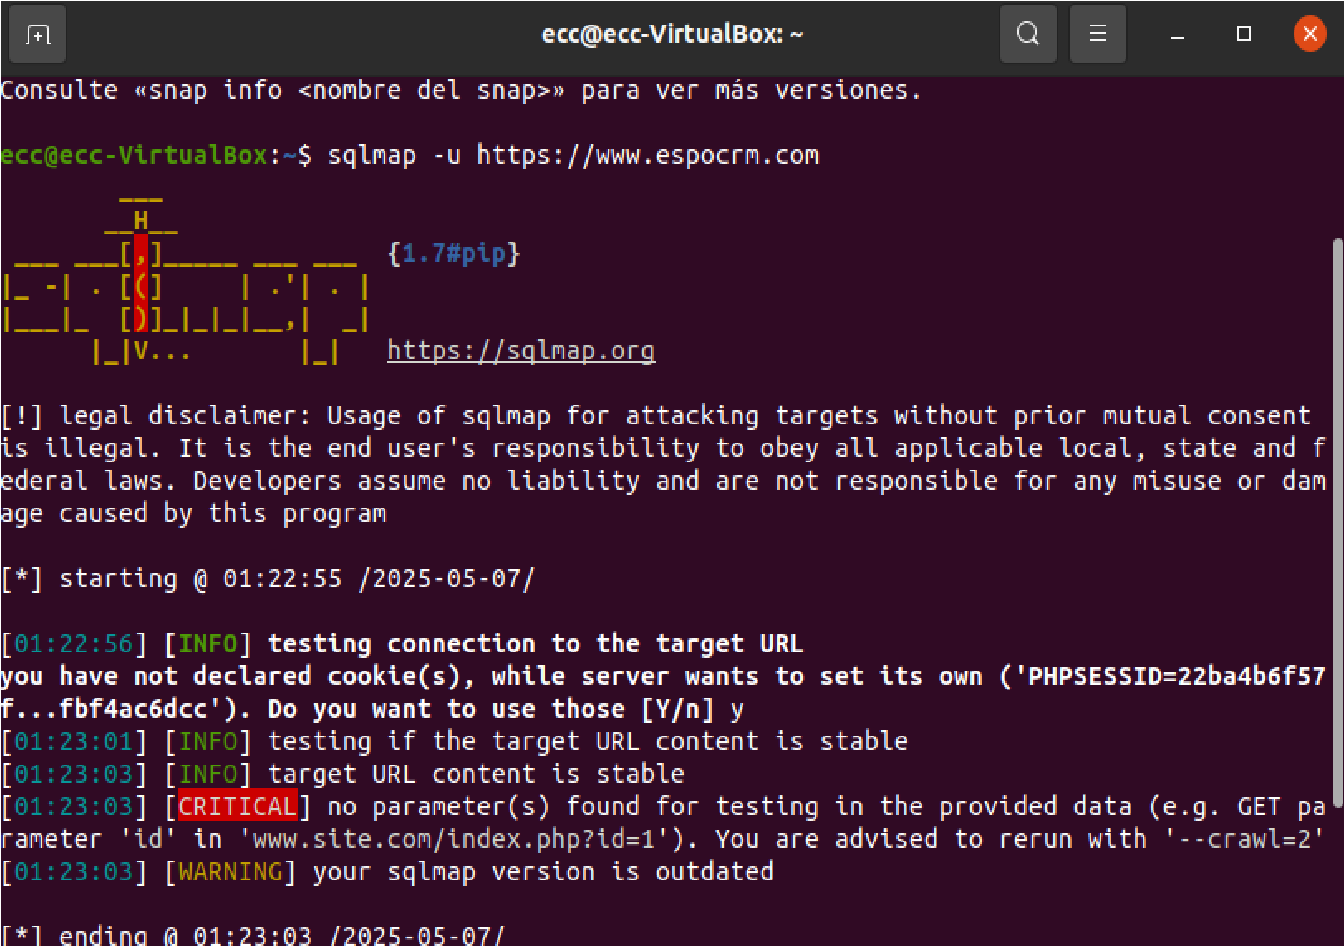 ecc@ecc-VirtualBox: ~
Consulte «snap info <nombre del snap>» para ver más versiones.
ecc@ecc-VirtualBox:~$ sqlmap -u https://www.espocrm.com
        ___
       __H__
 ___ ___[,]_____ ___ ___  {1.7#pip}
|_ -| . [(]     | .'| . |
|___|_  [)]_|_|_|__,|  _|
      |_|V...       |_|   https://sqlmap.org
[!] legal disclaimer: Usage of sqlmap for attacking targets without prior mutual consent
is illegal. It is the end user's responsibility to obey all applicable local, state and f
ederal laws. Developers assume no liability and are not responsible for any misuse or dam
age caused by this program
[*] starting @ 01:22:55 /2025-05-07/
[01:22:56] [INFO] testing connection to the target URL
you have not declared cookie(s), while server wants to set its own ('PHPSESSID=22ba4b6f57
f...fbf4ac6dcc'). Do you want to use those [Y/n] y
[01:23:01] [INFO] testing if the target URL content is stable
[01:23:03] [INFO] target URL content is stable
[01:23:03] [CRITICAL] no parameter(s) found for testing in the provided data (e.g. GET pa
rameter 'id' in 'www.site.com/index.php?id=1'). You are advised to rerun with '--crawl=2'
[01:23:03] [WARNING] your sqlmap version is outdated
[*] ending @ 01:23:03 /2025-05-07/